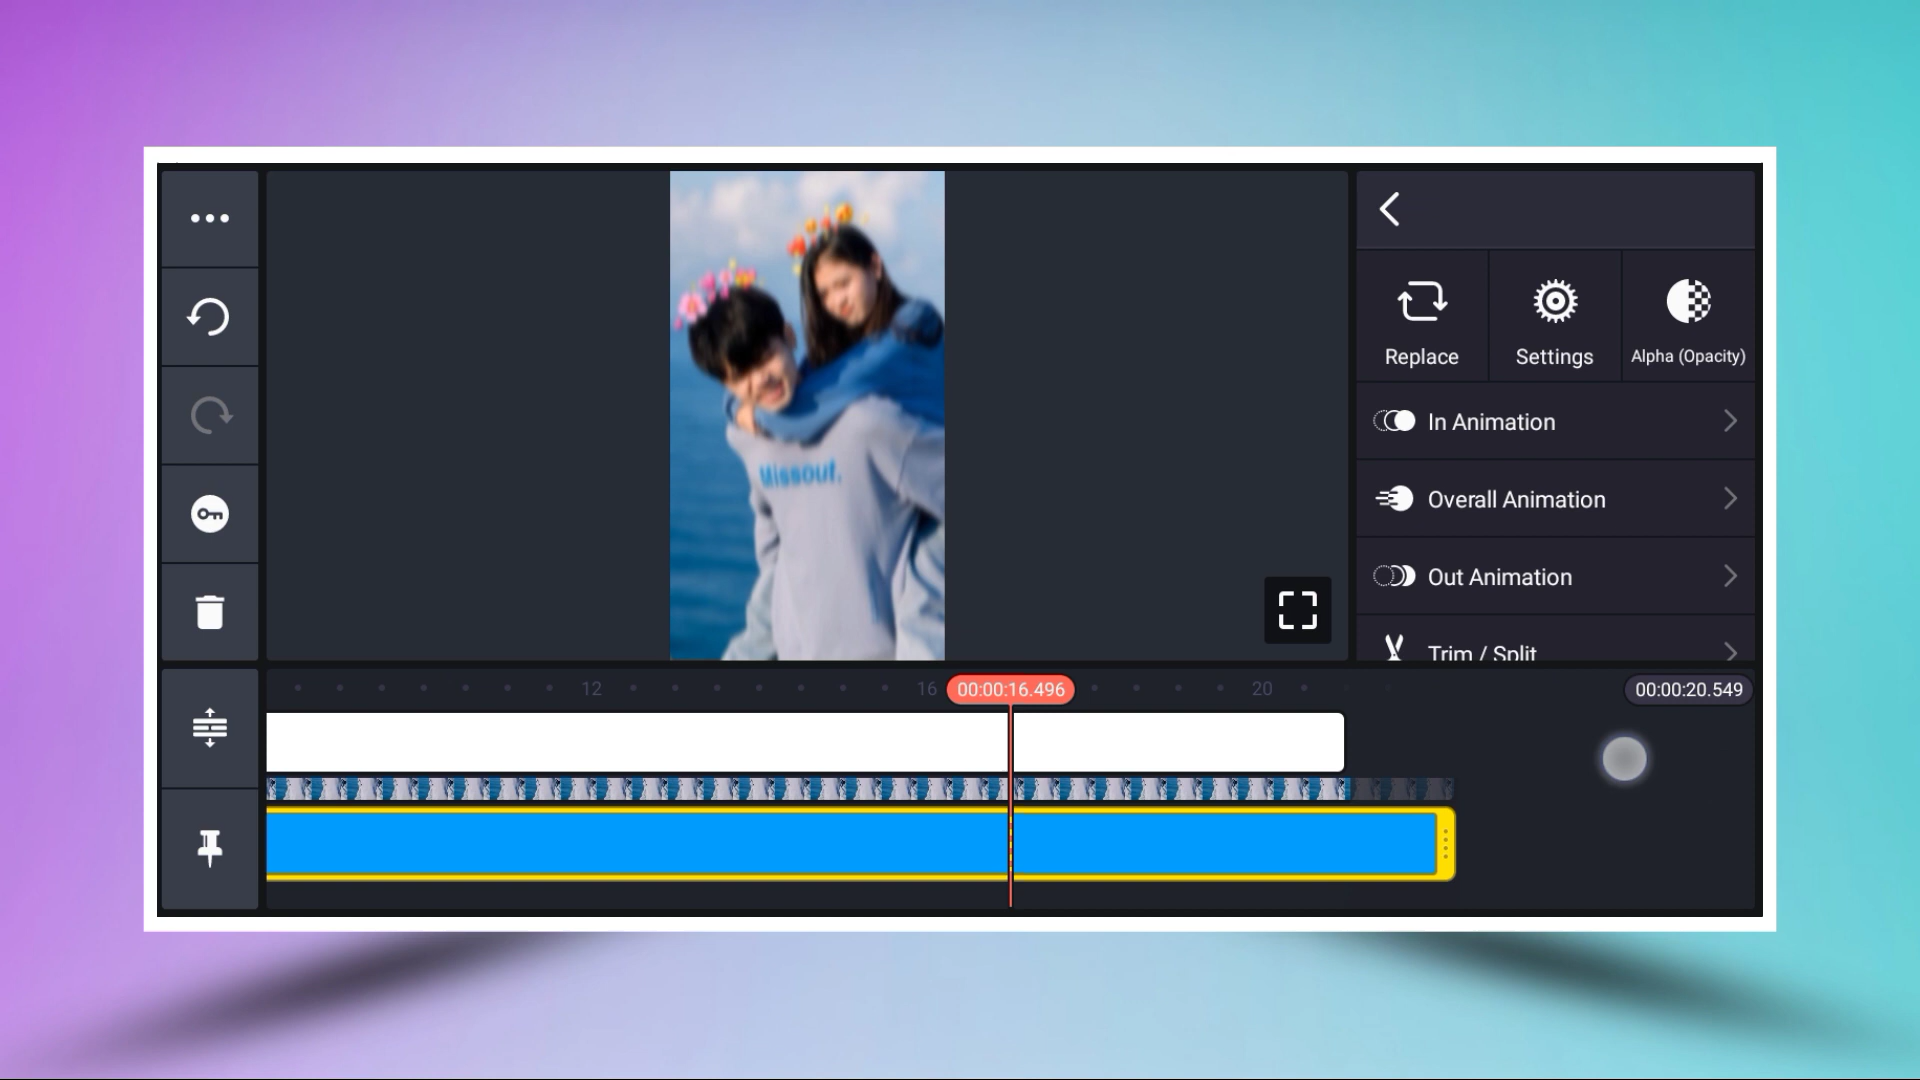 Replace
Settings
Alpha (Opacity)
In Animation
Overall Animation
Out Animation
Trim / Split
Missout.
12
16
00:00:16.496
20
00:00:20.549